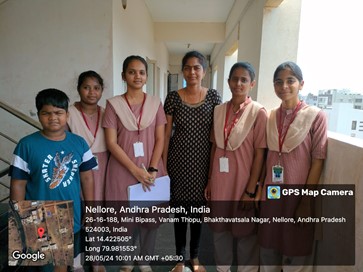 GPS Map Camera
Nellore, Andhra Pradesh, India
26-16-188, Mini Bipass, Vanam Thopu, Bhakthavatsala Nagar, Nellore, Andhra Pradesh
524003, India
Lat 14.422505°
Long 79.981553°
28/05/24 10:01 AM GMT +05:30
Google